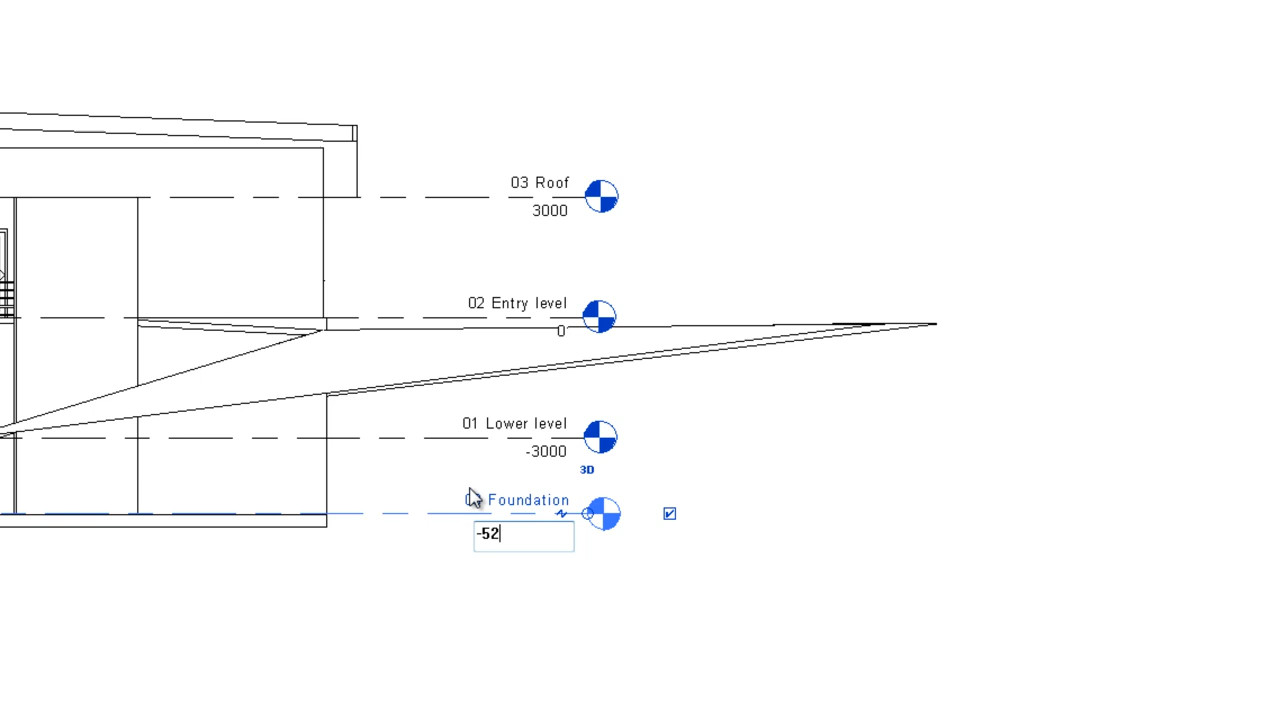 03 Roof
3000
02 Entry level
0
01 Lower level
-3000
3D
Foundation
-52